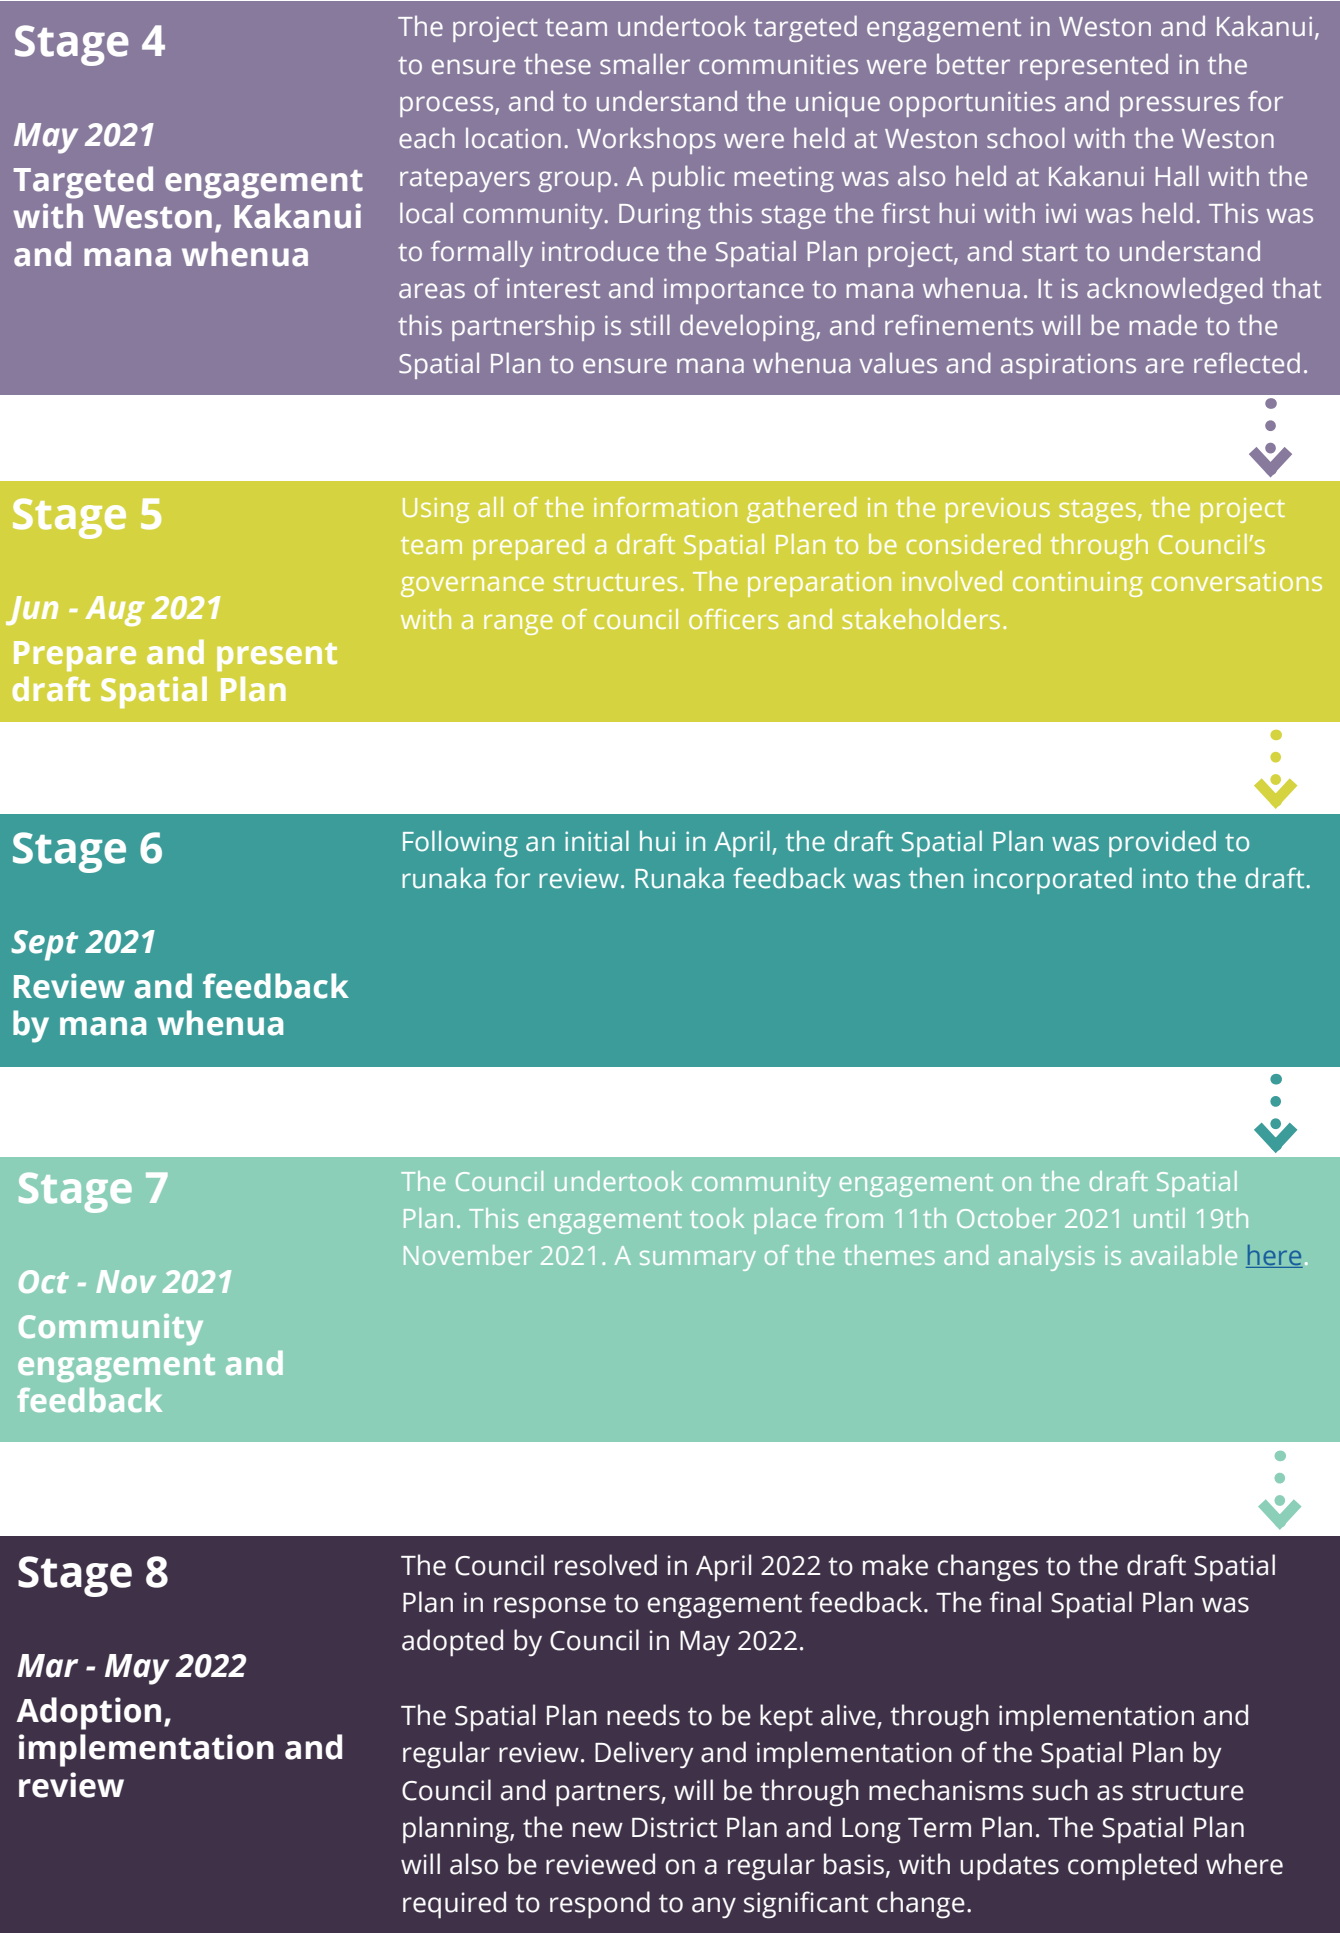 Stage 4
May 2021
Targeted engagement
with Weston, Kakanui
and mana whenua
The project team undertook targeted engagement in Weston and Kakanui,
to ensure these smaller communities were better represented in the
process, and to understand the unique opportunities and pressures for
each location. Workshops were held at Weston school with the Weston
ratepayers group. A public meeting was also held at Kakanui Hall with the
local community. During this stage the first hui with iwi was held. This was
to formally introduce the Spatial Plan project, and start to understand
areas of interest and importance to mana whenua. It is acknowledged that
this partnership is still developing, and refinements will be made to the
Spatial Plan to ensure mana whenua values and aspirations are reflected.
Stage 5
Jun - Aug 2021
Prepare and present
draft Spatial Plan
Using all of the information gathered in the previous stages, the project
team prepared a draft Spatial Plan to be considered through Council’s
governance structures. The preparation involved continuing conversations
with a range of council officers and stakeholders.
Stage 6
Sept 2021
Review and feedback
by mana whenua
Following an initial hui in April, the draft Spatial Plan was provided to
runaka for review. Runaka feedback was then incorporated into the draft.
Stage 7
Oct - Nov 2021
Community
engagement and
feedback
The Council undertook community engagement on the draft Spatial
Plan. This engagement took place from 11th October 2021 until 19th
November 2021. A summary of the themes and analysis is available here.
Stage 8
Mar - May 2022
Adoption,
implementation and
review
The Council resolved in April 2022 to make changes to the draft Spatial
Plan in response to engagement feedback. The final Spatial Plan was
adopted by Council in May 2022.
The Spatial Plan needs to be kept alive, through implementation and
regular review. Delivery and implementation of the Spatial Plan by
Council and partners, will be through mechanisms such as structure
planning, the new District Plan and Long Term Plan. The Spatial Plan
will also be reviewed on a regular basis, with updates completed where
required to respond to any significant change.